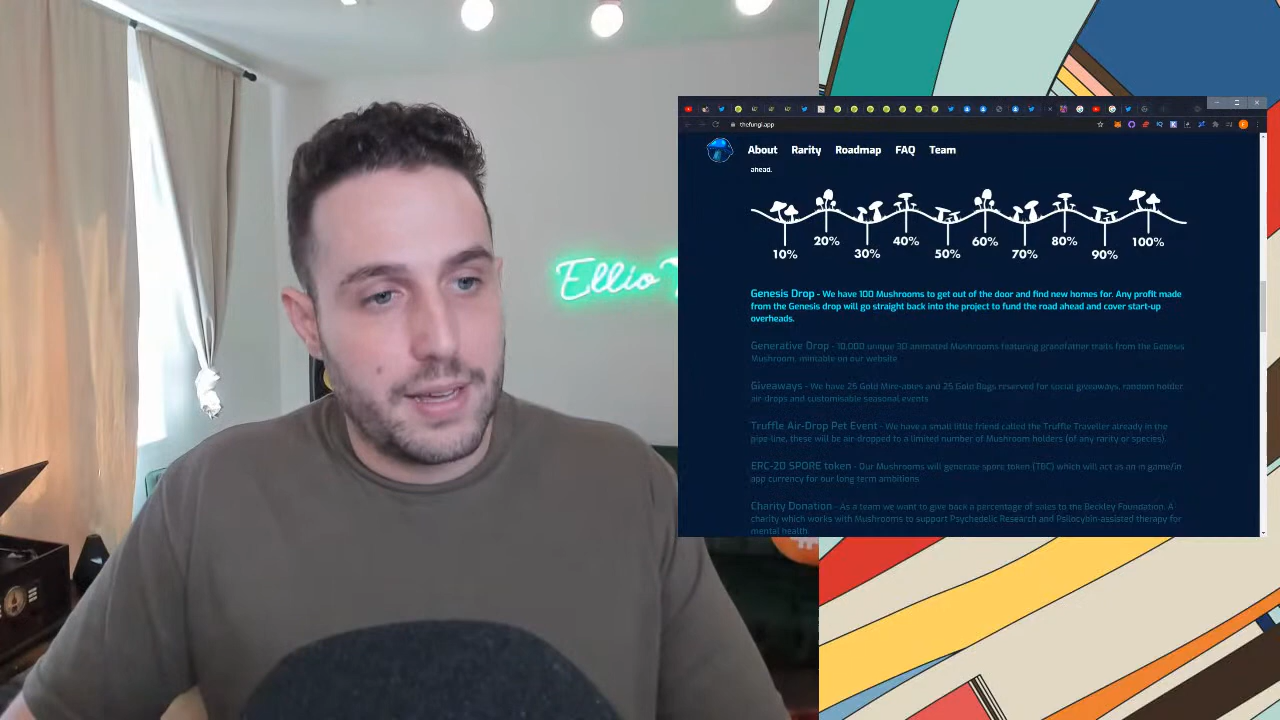 Ellio
thefungi.app
About Rarity Roadmap FAQ Team
ahead.
10% 20% 30% 40% 50% 60% 70% 80% 90% 100%
Genesis Drop - We have 100 Mushrooms to get out of the door and find new homes for. Any profit made
from the Genesis drop will go straight back into the project to fund the road ahead and cover start-up
overheads.
Generative Drop - 10,000 unique 3D animated Mushrooms featuring grandfather traits from the Genesis
Mushroom, mintable on our website
Giveaways - We have 25 Gold Mire-ables and 25 Gold Bags reserved for social giveaways, random holder
air-drops and customisable seasonal events
Truffle Air-Drop Pet Event - We have a small little friend called the Truffle Traveller already in the
pipe-line, these will be air-dropped to a limited number of Mushroom holders (of any rarity or species).
ERC-20 SPORE token - Our Mushrooms will generate spore token (TBC) which will act as an in game/in
app currency for our long term ambitions
Charity Donation - As a team we want to give back a percentage of sales to the Beckley Foundation. A
charity which works with Mushrooms to support Psychedelic Research and Psilocybin-assisted therapy for
mental health